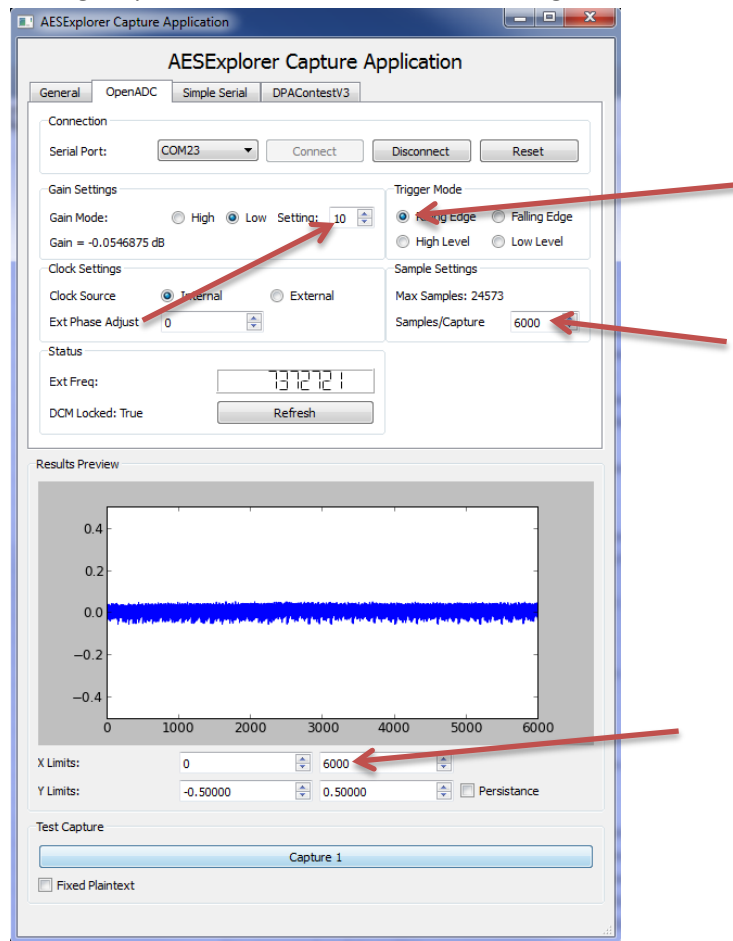 AESExplorer Capture Application
AESExplorer Capture Application
General OpenADC Simple Serial DPAContestV3
Connection
Serial Port: COM23 Connect Disconnect Reset
Gain Settings Trigger Mode
Gain Mode: High Low Setting: 10 Edge Falling Edge
Gain = -0.0546875 dB High Level Low Level
Clock Settings Sample Settings
Clock Source Internal External Max Samples: 24573
Ext Phase Adjust 0 Samples/Capture 6000
Status
Ext Freq: 7372721
DCM Locked: True Refresh
Results Preview
0.4
0.2
0.0
−0.2
−0.4
0 1000 2000 3000 4000 5000 6000
X Limits: 0 6000
Y Limits: -0.50000 0.50000 Persistance
Test Capture
Capture 1
Fixed Plaintext